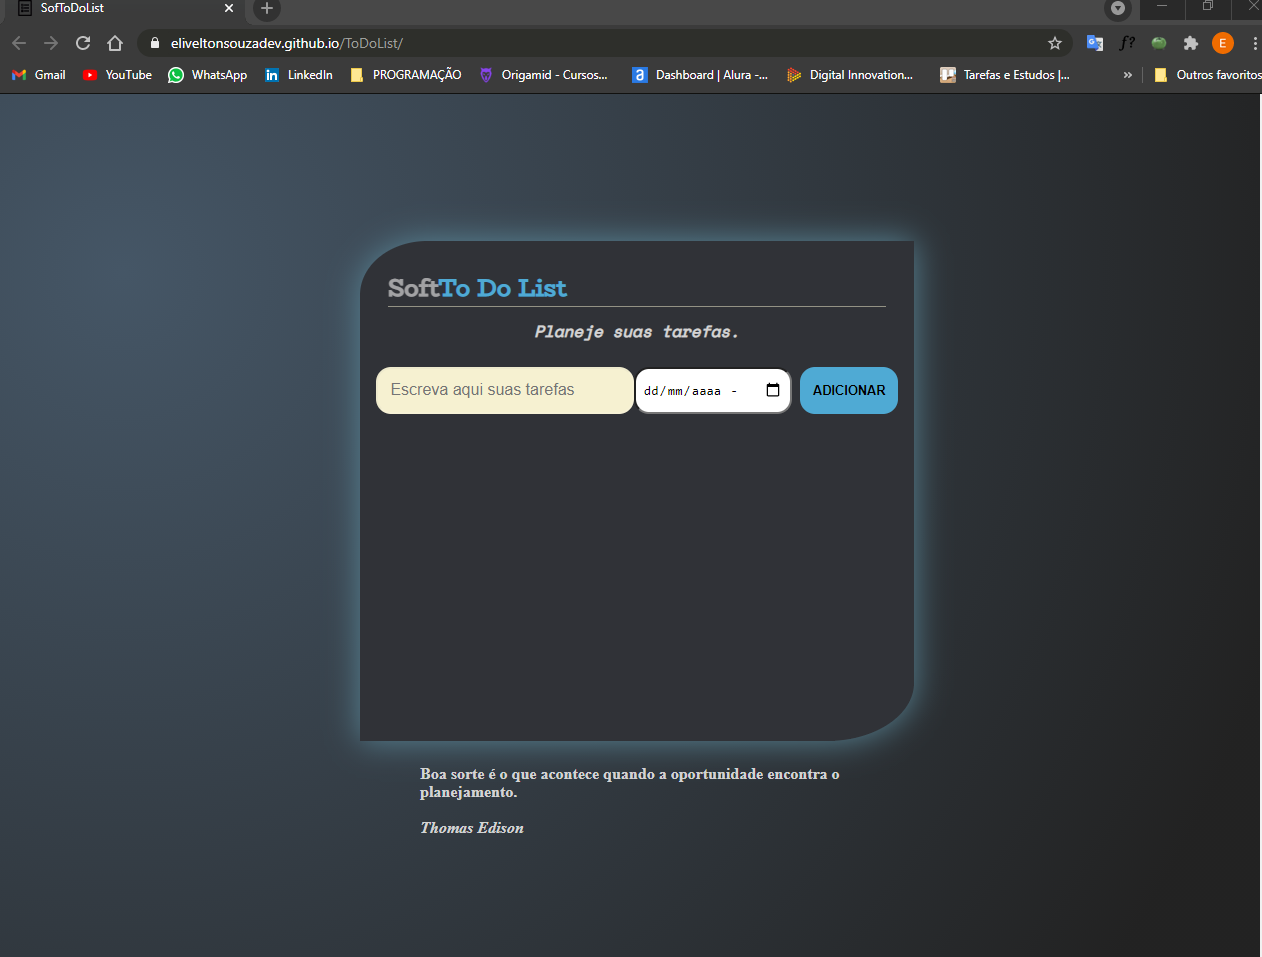 SofToDoList
eliveltonsouzadev.github.io/ToDoList/
f?
E
Gmail
YouTube
WhatsApp
LinkedIn
PROGRAMAÇÃO
Origamid - Cursos...
a
Dashboard | Alura -...
Digital Innovation...
Tarefas e Estudos |...
»
Outros favoritos
SoftTo Do List
Planeje suas tarefas.
Escreva aqui suas tarefas
dd/mm/aaaa -
ADICIONAR
Boa sorte é o que acontece quando a oportunidade encontra o
planejamento.
Thomas Edison